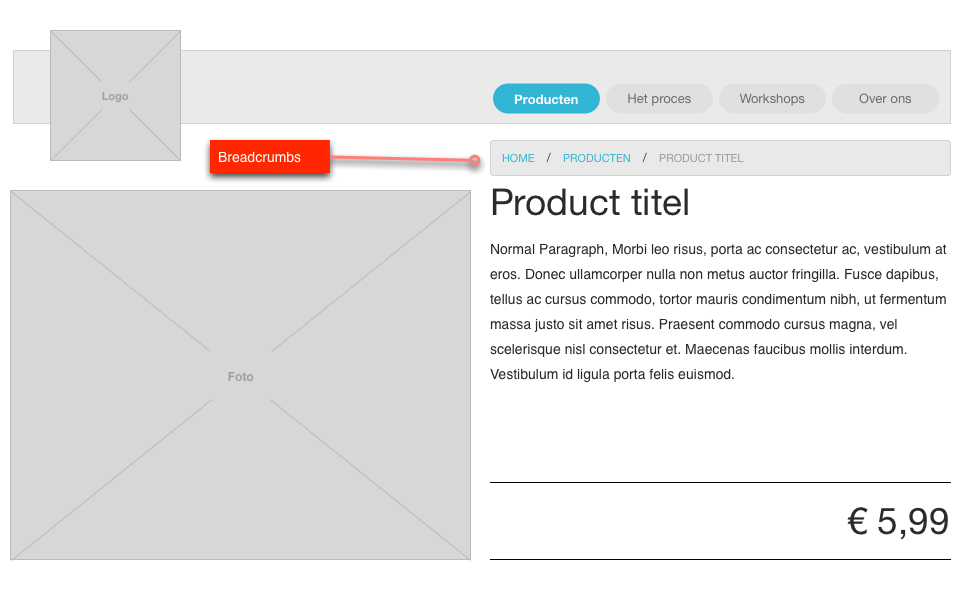 Logo
Producten
Het proces
Workshops
Over ons
Breadcrumbs
HOME / PRODUCTEN / PRODUCT TITEL
Product titel
Normal Paragraph, Morbi leo risus, porta ac consectetur ac, vestibulum at
eros. Donec ullamcorper nulla non metus auctor fringilla. Fusce dapibus,
tellus ac cursus commodo, tortor mauris condimentum nibh, ut fermentum
massa justo sit amet risus. Praesent commodo cursus magna, vel
scelerisque nisl consectetur et. Maecenas faucibus mollis interdum.
Vestibulum id ligula porta felis euismod.
Foto
€ 5,99